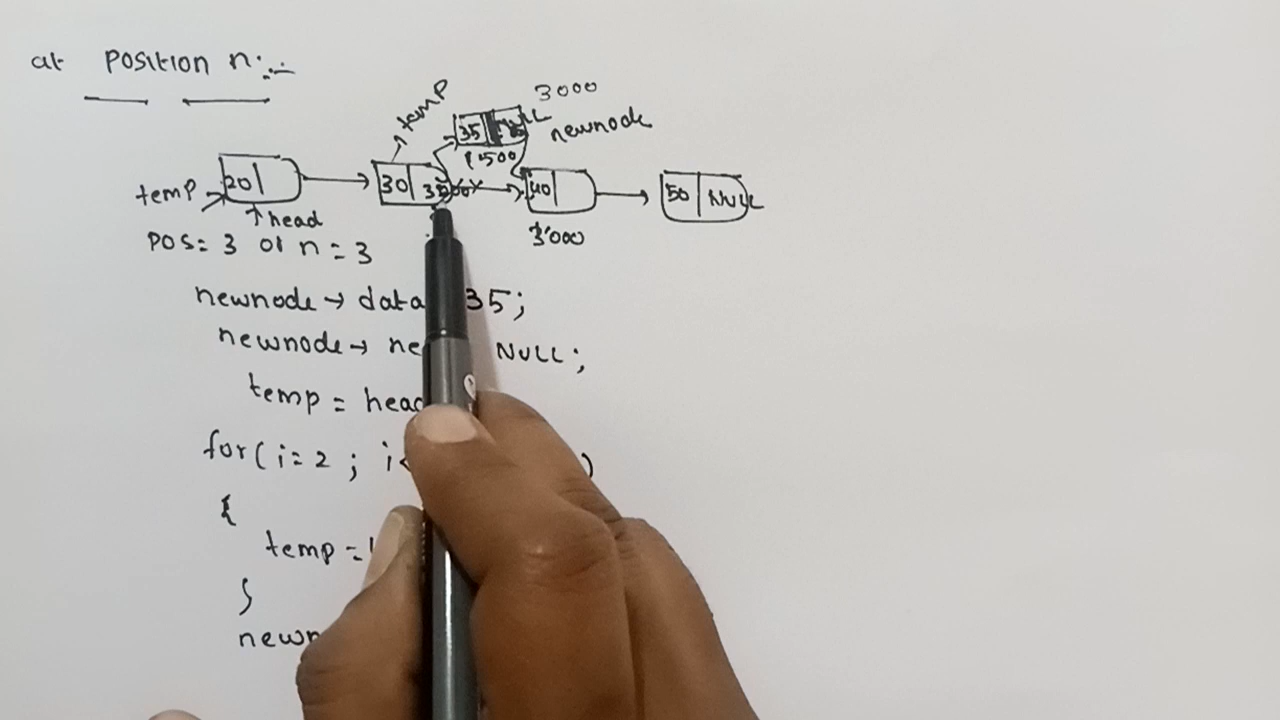 at position n:-
temp
3000
35 NULL newnode
1500
temp 20 30 40 50 NULL
head 3000
pos= 3 or n = 3
newnode → data 35;
newnode → ne NULL;
temp = head
for( i=2 ; i< )
{
temp =
}
newn